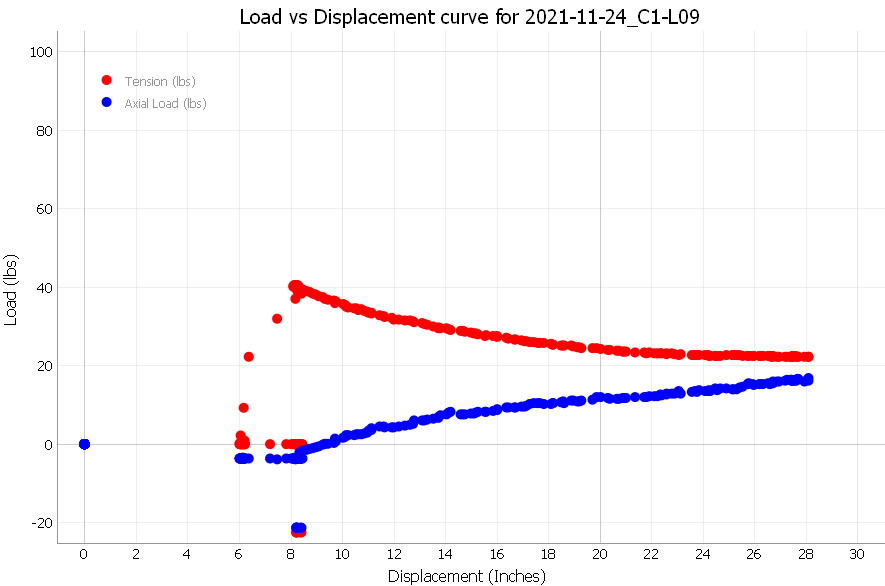 Load vs Displacement curve for 2021-11-24_C1-L09
100
Tension (lbs)
Axial Load (lbs)
80
60
40
20
0
-20
Load (lbs)
0 2 4 6 8 10 12 14 16 18 20 22 24 26 28 30
Displacement (Inches)